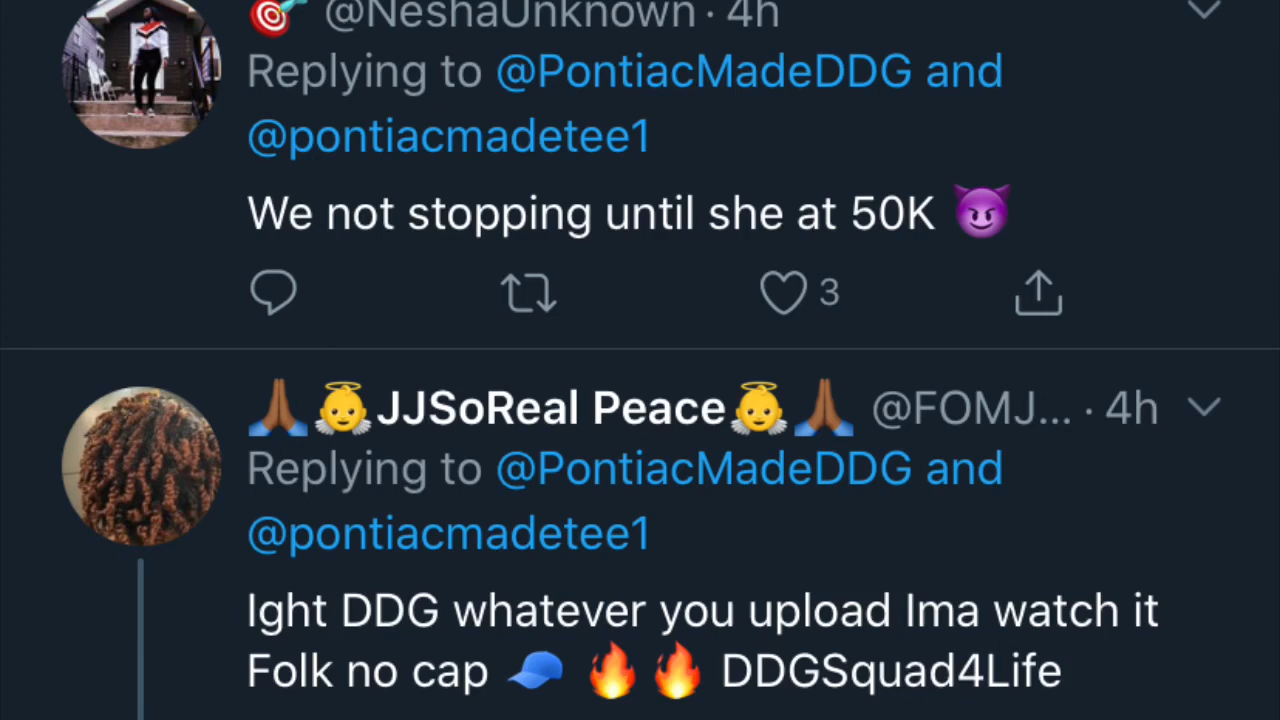 🎯 @NeshaUnknown · 4h
Replying to @PontiacMadeDDG and
@pontiacmadetee1
We not stopping until she at 50K 😈
3
🙏🏾👼JJSoReal Peace👼🙏🏾 @FOMJ... · 4h
Replying to @PontiacMadeDDG and
@pontiacmadetee1
Ight DDG whatever you upload Ima watch it
Folk no cap 🧢 🔥 🔥 DDGSquad4Life